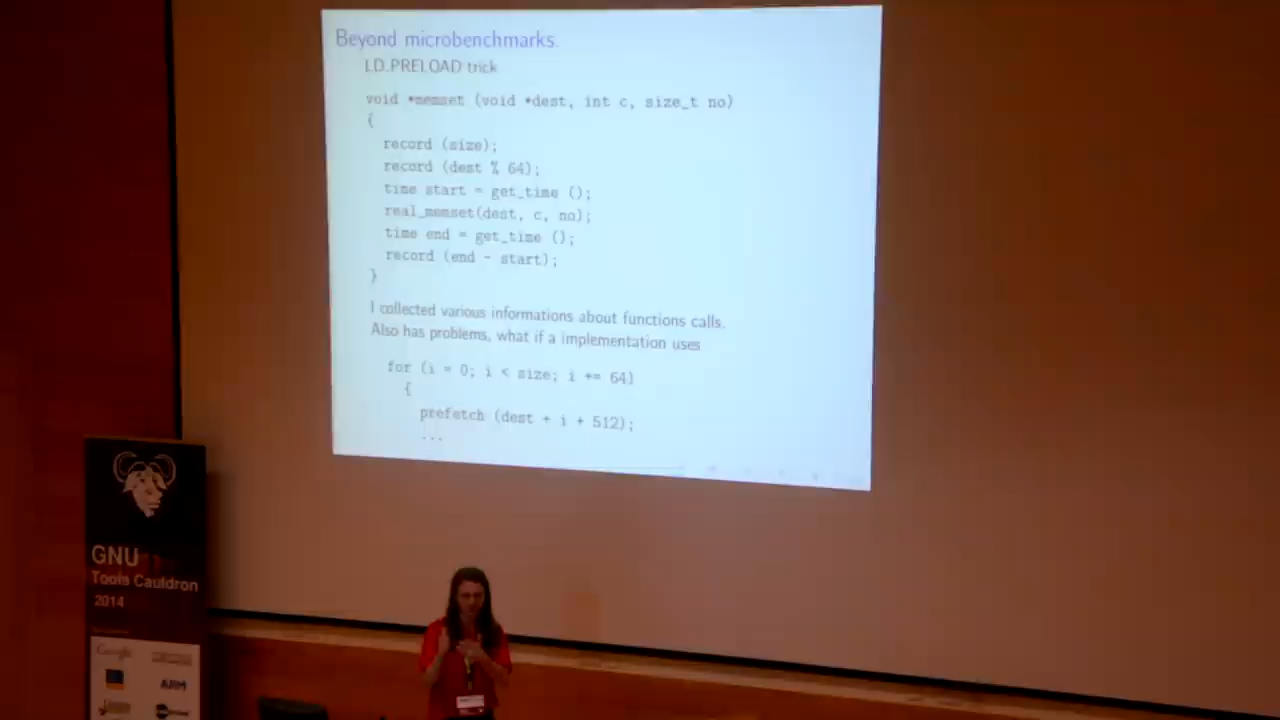 Beyond microbenchmarks.
LD_PRELOAD trick
void *memset (void *dest, int c, size_t no)
{
record (size);
record (dest % 64);
time start = get_time ();
real_memset(dest, c, no);
time end = get_time ();
record (end - start);
}
I collected various informations about functions calls.
Also has problems, what if a implementation uses
for (i = 0; i < size; i += 64)
{
prefetch (dest + i + 512);
...
GNU
Tools Cauldron
2014
Google
ARM